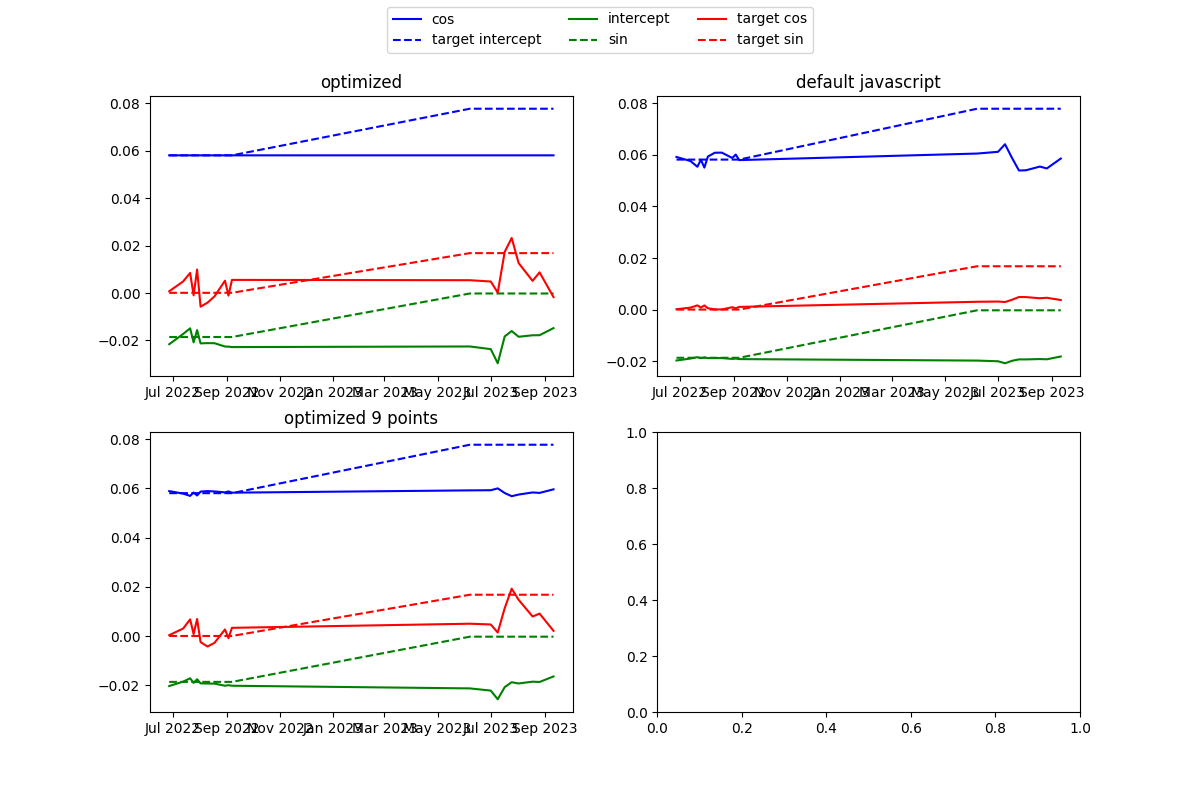 cos intercept target cos
target intercept sin target sin
optimized
default javascript
0.08
0.06
0.04
0.02
0.00
−0.02
Jul 2022 Sep 2022 Nov 2022 Jan 2023 Mar 2023 May 2023 Jul 2023 Sep 2023
0.08
0.06
0.04
0.02
0.00
−0.02
Jul 2022 Sep 2022 Nov 2022 Jan 2023 Mar 2023 May 2023 Jul 2023 Sep 2023
optimized 9 points
0.08
0.06
0.04
0.02
0.00
−0.02
Jul 2022 Sep 2022 Nov 2022 Jan 2023 Mar 2023 May 2023 Jul 2023 Sep 2023
1.0
0.8
0.6
0.4
0.2
0.0
0.0 0.2 0.4 0.6 0.8 1.0